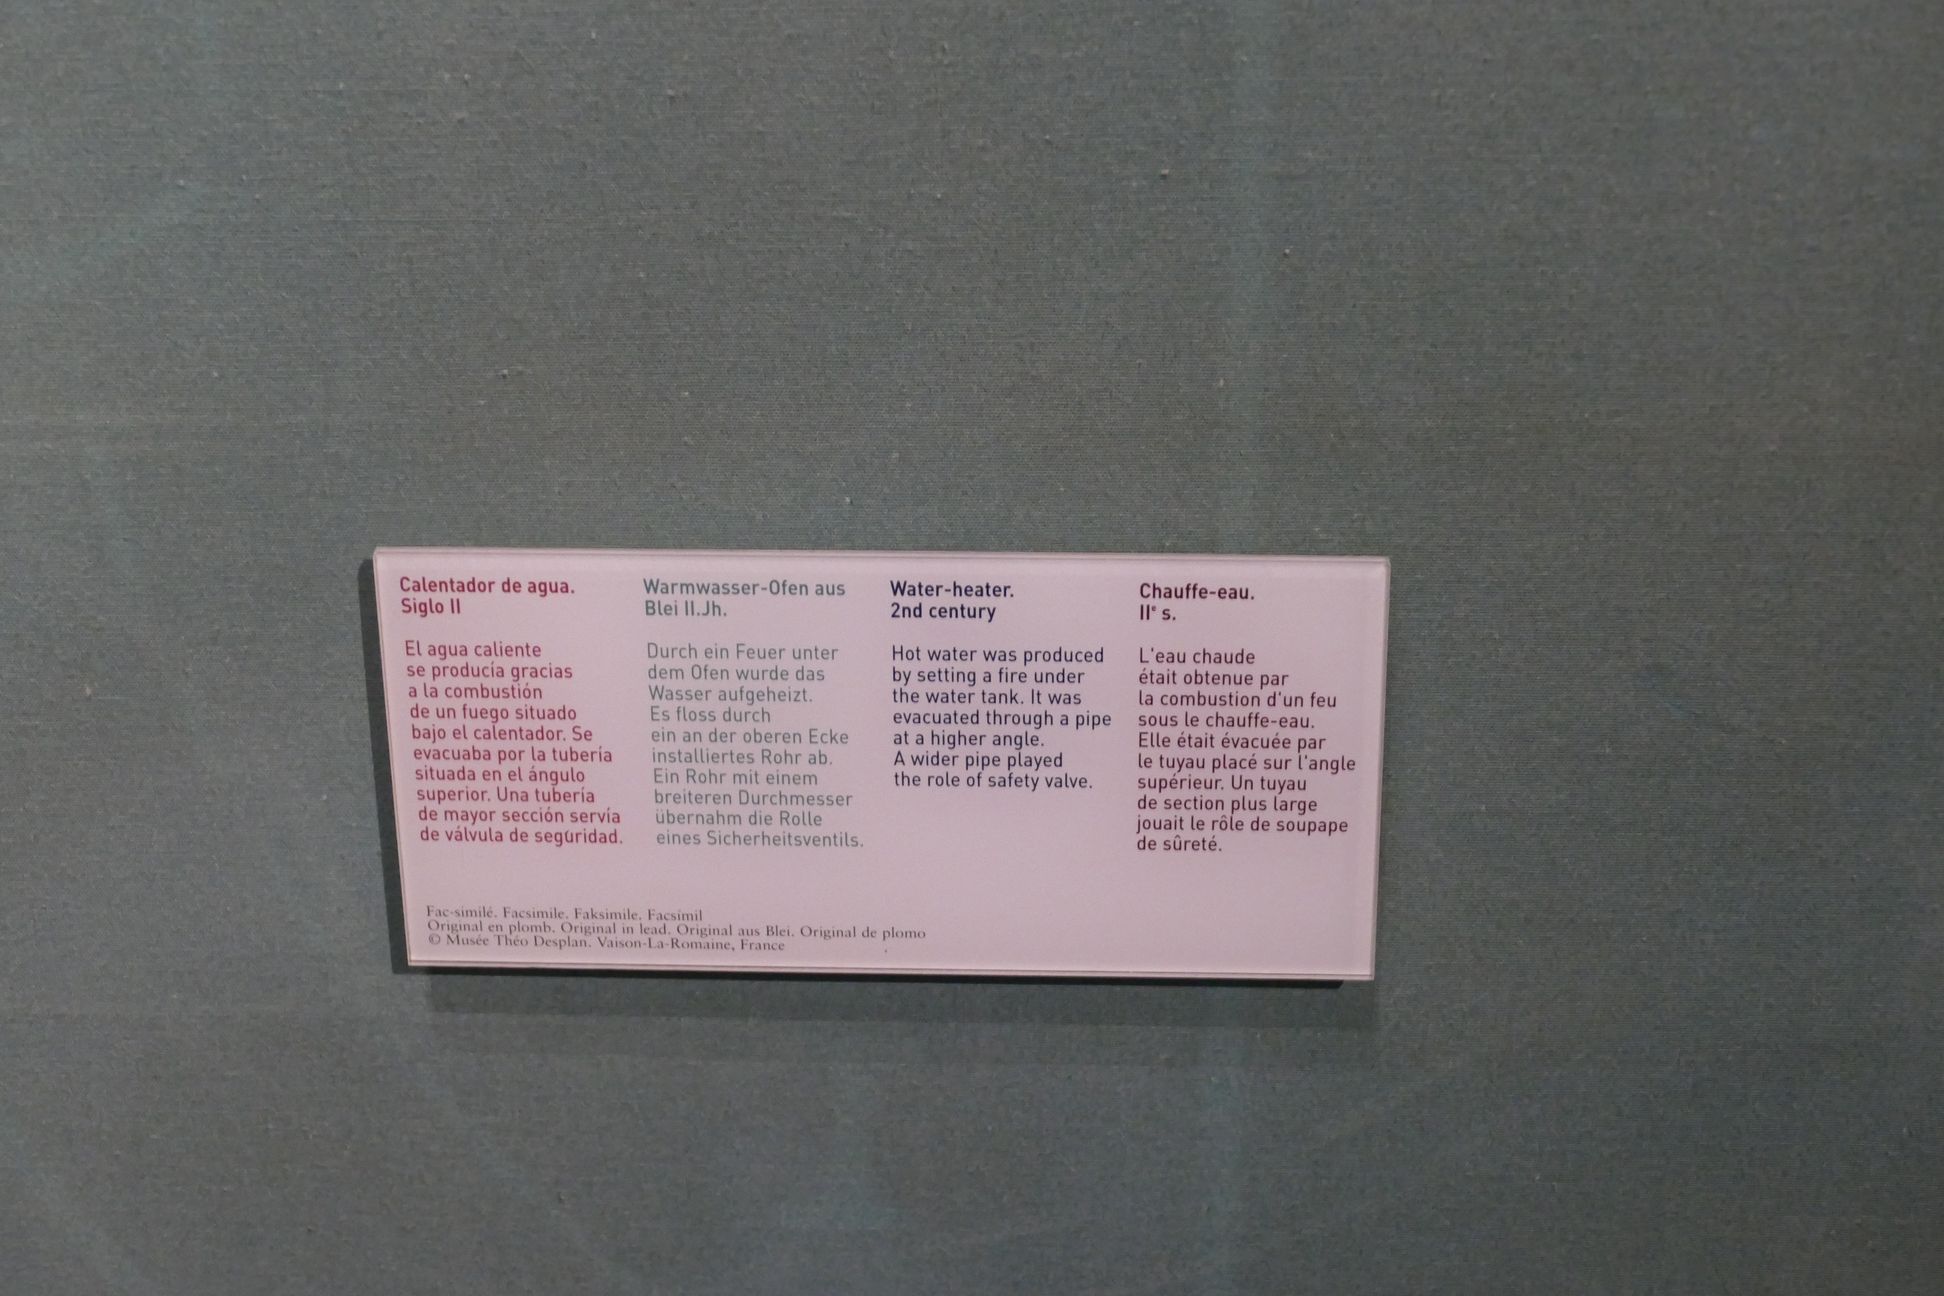 Calentador de agua.
Siglo II
El agua caliente
se producía gracias
a la combustión
de un fuego situado
bajo el calentador. Se
evacuaba por la tubería
situada en el ángulo
superior. Una tubería
de mayor sección servía
de válvula de segúridad.
Warmwasser-Ofen aus
Blei II.Jh.
Durch ein Feuer unter
dem Ofen wurde das
Wasser aufgeheizt.
Es floss durch
ein an der oberen Ecke
installiertes Rohr ab.
Ein Rohr mit einem
breiteren Durchmesser
übernahm die Rolle
eines Sicherheitsventils.
Water-heater.
2nd century
Hot water was produced
by setting a fire under
the water tank. It was
evacuated through a pipe
at a higher angle.
A wider pipe played
the role of safety valve.
Chauffe-eau.
IIe s.
L'eau chaude
était obtenue par
la combustion d'un feu
sous le chauffe-eau.
Elle était évacuée par
le tuyau placé sur l'angle
supérieur. Un tuyau
de section plus large
jouait le rôle de soupape
de sûreté.
Fac-similé. Facsimile. Faksimile. Facsimil
Original en plomb. Original in lead. Original aus Blei. Original de plomo
© Musée Théo Desplan. Vaison-La-Romaine, France